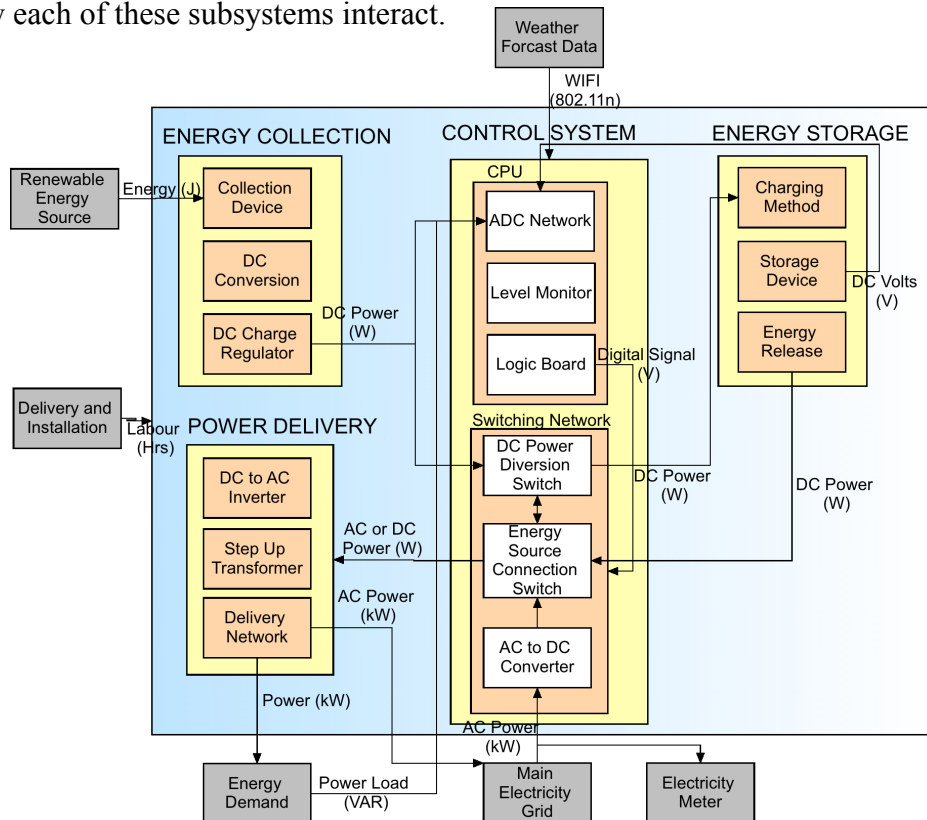 y each of these subsystems interact.
Weather
Forcast Data
WIFI
(802.11n)
ENERGY COLLECTION
CONTROL SYSTEM
ENERGY STORAGE
Renewable
Energy
Source
Energy (J)
Collection
Device
DC
Conversion
DC Charge
Regulator
DC Power
(W)
CPU
ADC Network
Level Monitor
Logic Board
Digital Signal
(V)
Charging
Method
Storage
Device
DC Volts
(V)
Energy
Release
Delivery and
Installation
Labour
(Hrs)
POWER DELIVERY
DC to AC
Inverter
Step Up
Transformer
Delivery
Network
AC or DC
Power (W)
AC Power
(kW)
Switching Network
DC Power
Diversion
Switch
DC Power
(W)
DC Power
(W)
Energy
Source
Connection
Switch
AC to DC
Converter
Power (kW)
AC Power
(kW)
Energy
Demand
Power Load
(VAR)
Main
Electricity
Grid
Electricity
Meter